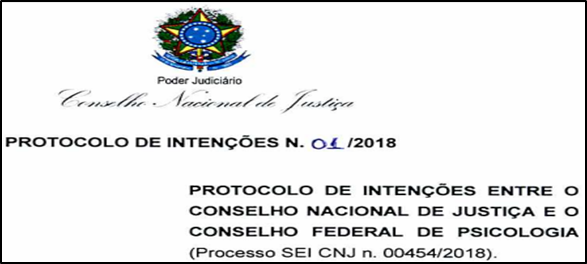 Poder Judiciário
Conselho Nacional de Justiça
PROTOCOLO DE INTENÇÕES N. 01 /2018
PROTOCOLO DE INTENÇÕES ENTRE O
CONSELHO NACIONAL DE JUSTIÇA E O
CONSELHO FEDERAL DE PSICOLOGIA
(Processo SEI CNJ n. 00454/2018).